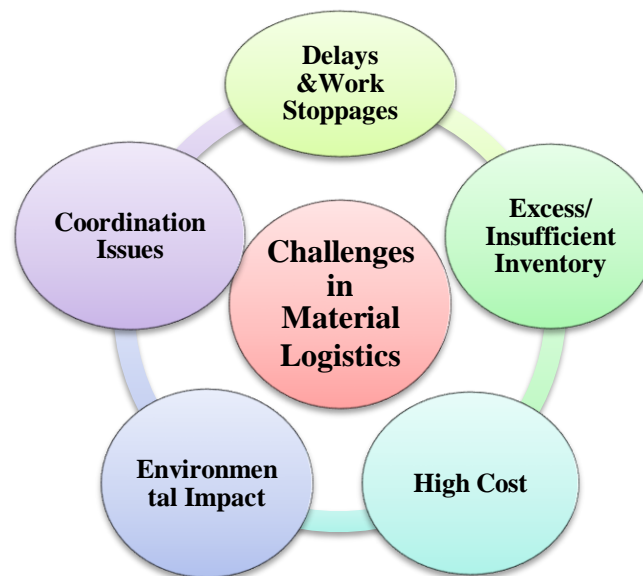 Delays
&Work
Stoppages
Excess/
Insufficient
Inventory
Coordination
Issues
Challenges
in
Material
Logistics
Environmen
tal Impact
High Cost